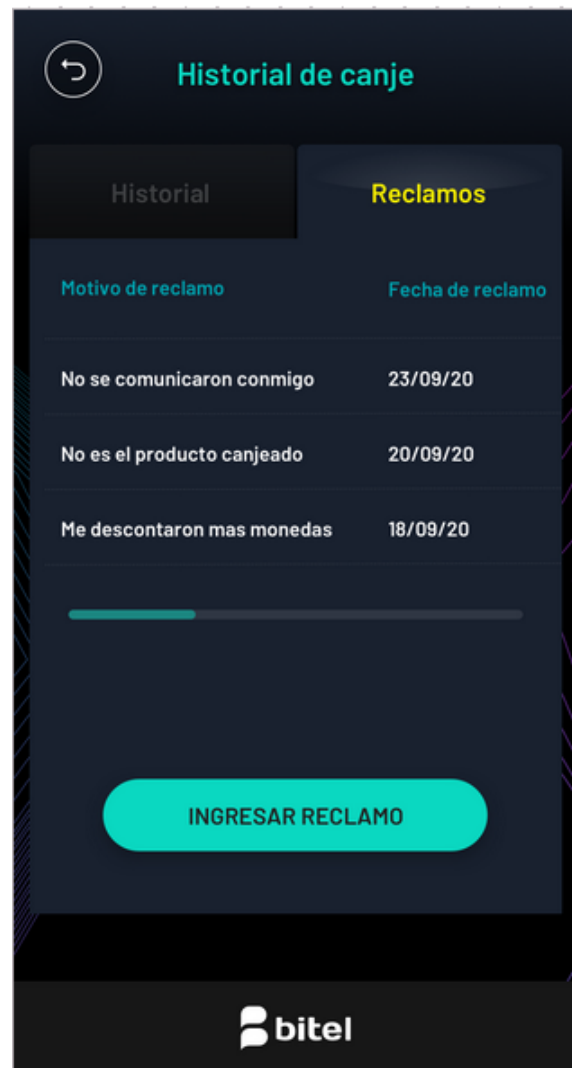 Historial de canje
Historial
Reclamos
Motivo de reclamo Fecha de reclamo
No se comunicaron conmigo 23/09/20
No es el producto canjeado 20/09/20
Me descontaron mas monedas 18/09/20
INGRESAR RECLAMO
bitel